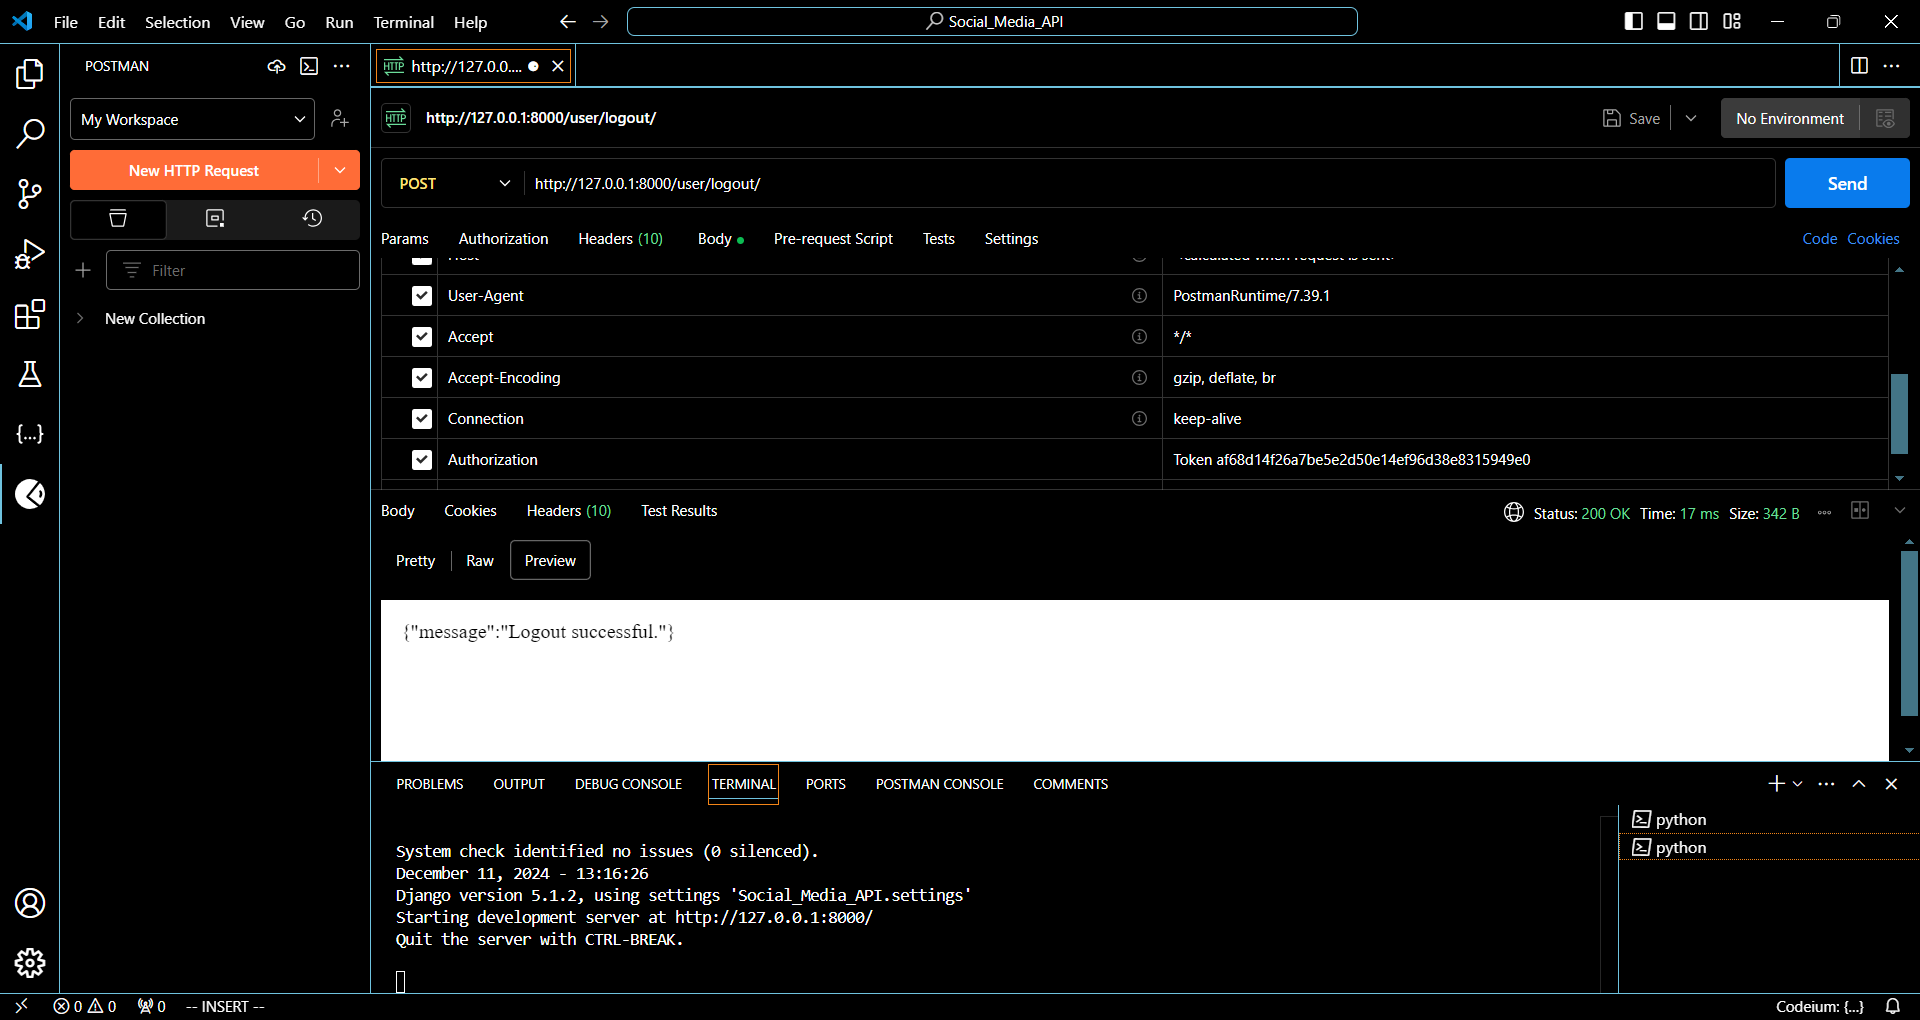 File Edit Selection View Go Run Terminal Help
Social_Media_API
POSTMAN
http://127.0.0....
My Workspace
HTTP http://127.0.0.1:8000/user/logout/
Save
No Environment
New HTTP Request
POST http://127.0.0.1:8000/user/logout/
Send
Params Authorization Headers (10) Body Pre-request Script Tests Settings
Code Cookies
Filter
New Collection
Host <calculated when request is sent>
User-Agent PostmanRuntime/7.39.1
Accept */*
Accept-Encoding gzip, deflate, br
Connection keep-alive
Authorization Token af68d14f26a7be5e2d50e14ef96d38e8315949e0
Body Cookies Headers (10) Test Results
Status: 200 OK Time: 17 ms Size: 342 B
Pretty Raw Preview
{"message":"Logout successful."}
PROBLEMS OUTPUT DEBUG CONSOLE TERMINAL PORTS POSTMAN CONSOLE COMMENTS
System check identified no issues (0 silenced).
December 11, 2024 - 13:16:26
Django version 5.1.2, using settings 'Social_Media_API.settings'
Starting development server at http://127.0.0.1:8000/
Quit the server with CTRL-BREAK.
python
python
0 0 0 -- INSERT --
Codeium: {...}